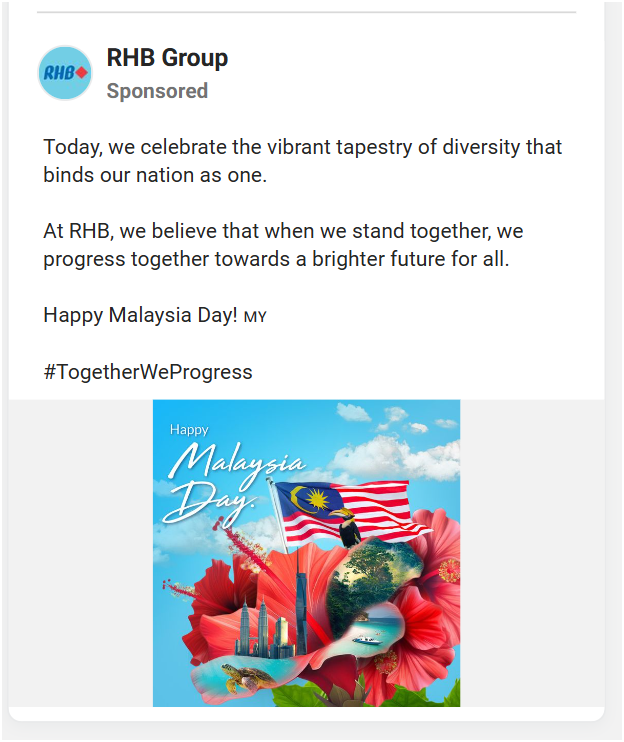 RHB
RHB Group
Sponsored
Today, we celebrate the vibrant tapestry of diversity that
binds our nation as one.
At RHB, we believe that when we stand together, we
progress together towards a brighter future for all.
Happy Malaysia Day! MY
#TogetherWeProgress
Happy
Malaysia
Day.